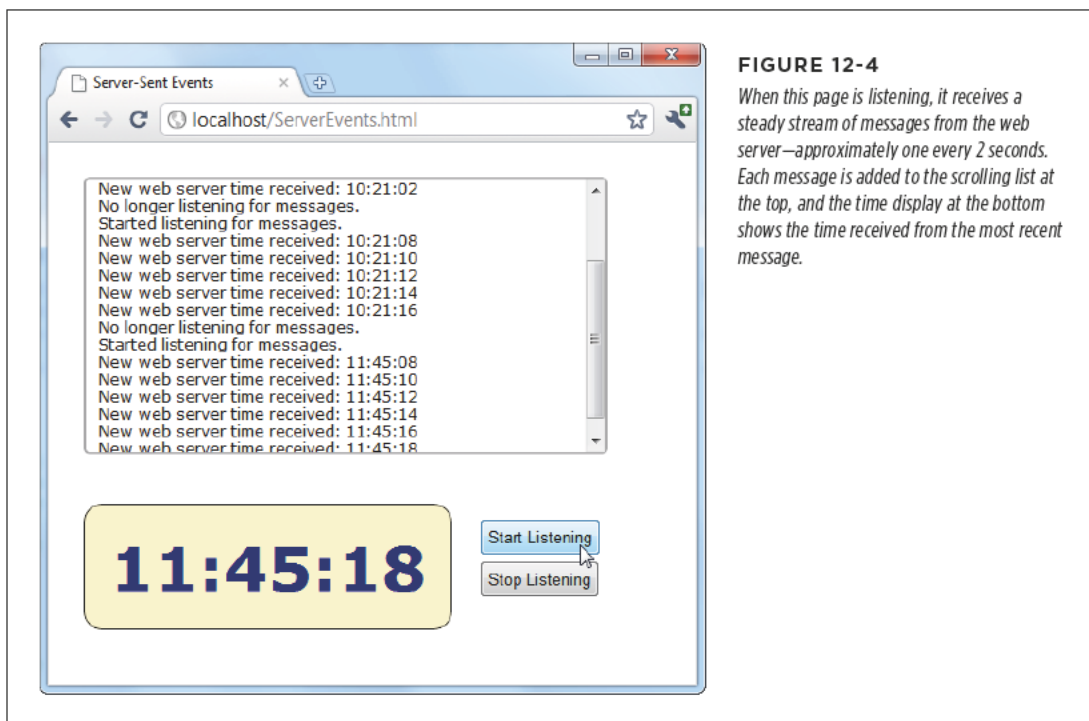 Server-Sent Events
localhost/ServerEvents.html
New web server time received: 10:21:02
No longer listening for messages.
Started listening for messages.
New web server time received: 10:21:08
New web server time received: 10:21:10
New web server time received: 10:21:12
New web server time received: 10:21:14
New web server time received: 10:21:16
No longer listening for messages.
Started listening for messages.
New web server time received: 11:45:08
New web server time received: 11:45:10
New web server time received: 11:45:12
New web server time received: 11:45:14
New web server time received: 11:45:16
New web server time received: 11:45:18
11:45:18
Start Listening
Stop Listening
FIGURE 12-4
When this page is listening, it receives a
steady stream of messages from the web
server—approximately one every 2 seconds.
Each message is added to the scrolling list at
the top, and the time display at the bottom
shows the time received from the most recent
message.